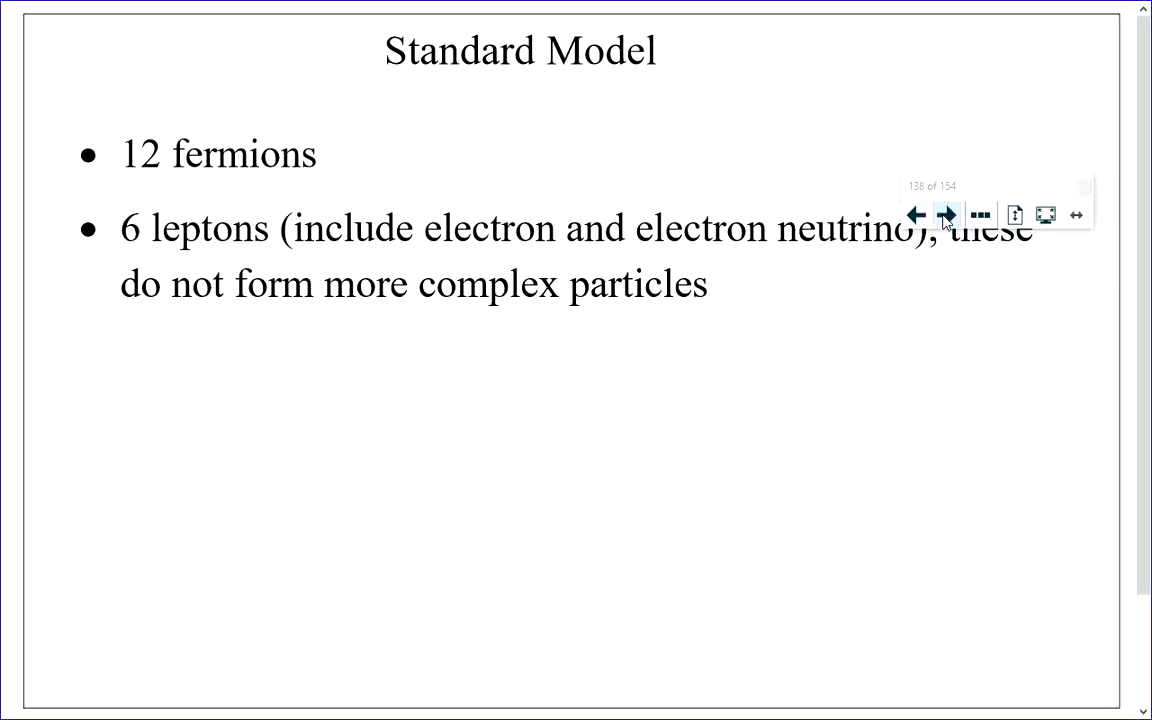 Standard Model
• 12 fermions
138 of 154
• 6 leptons (include electron and electron neutrino), these
do not form more complex particles